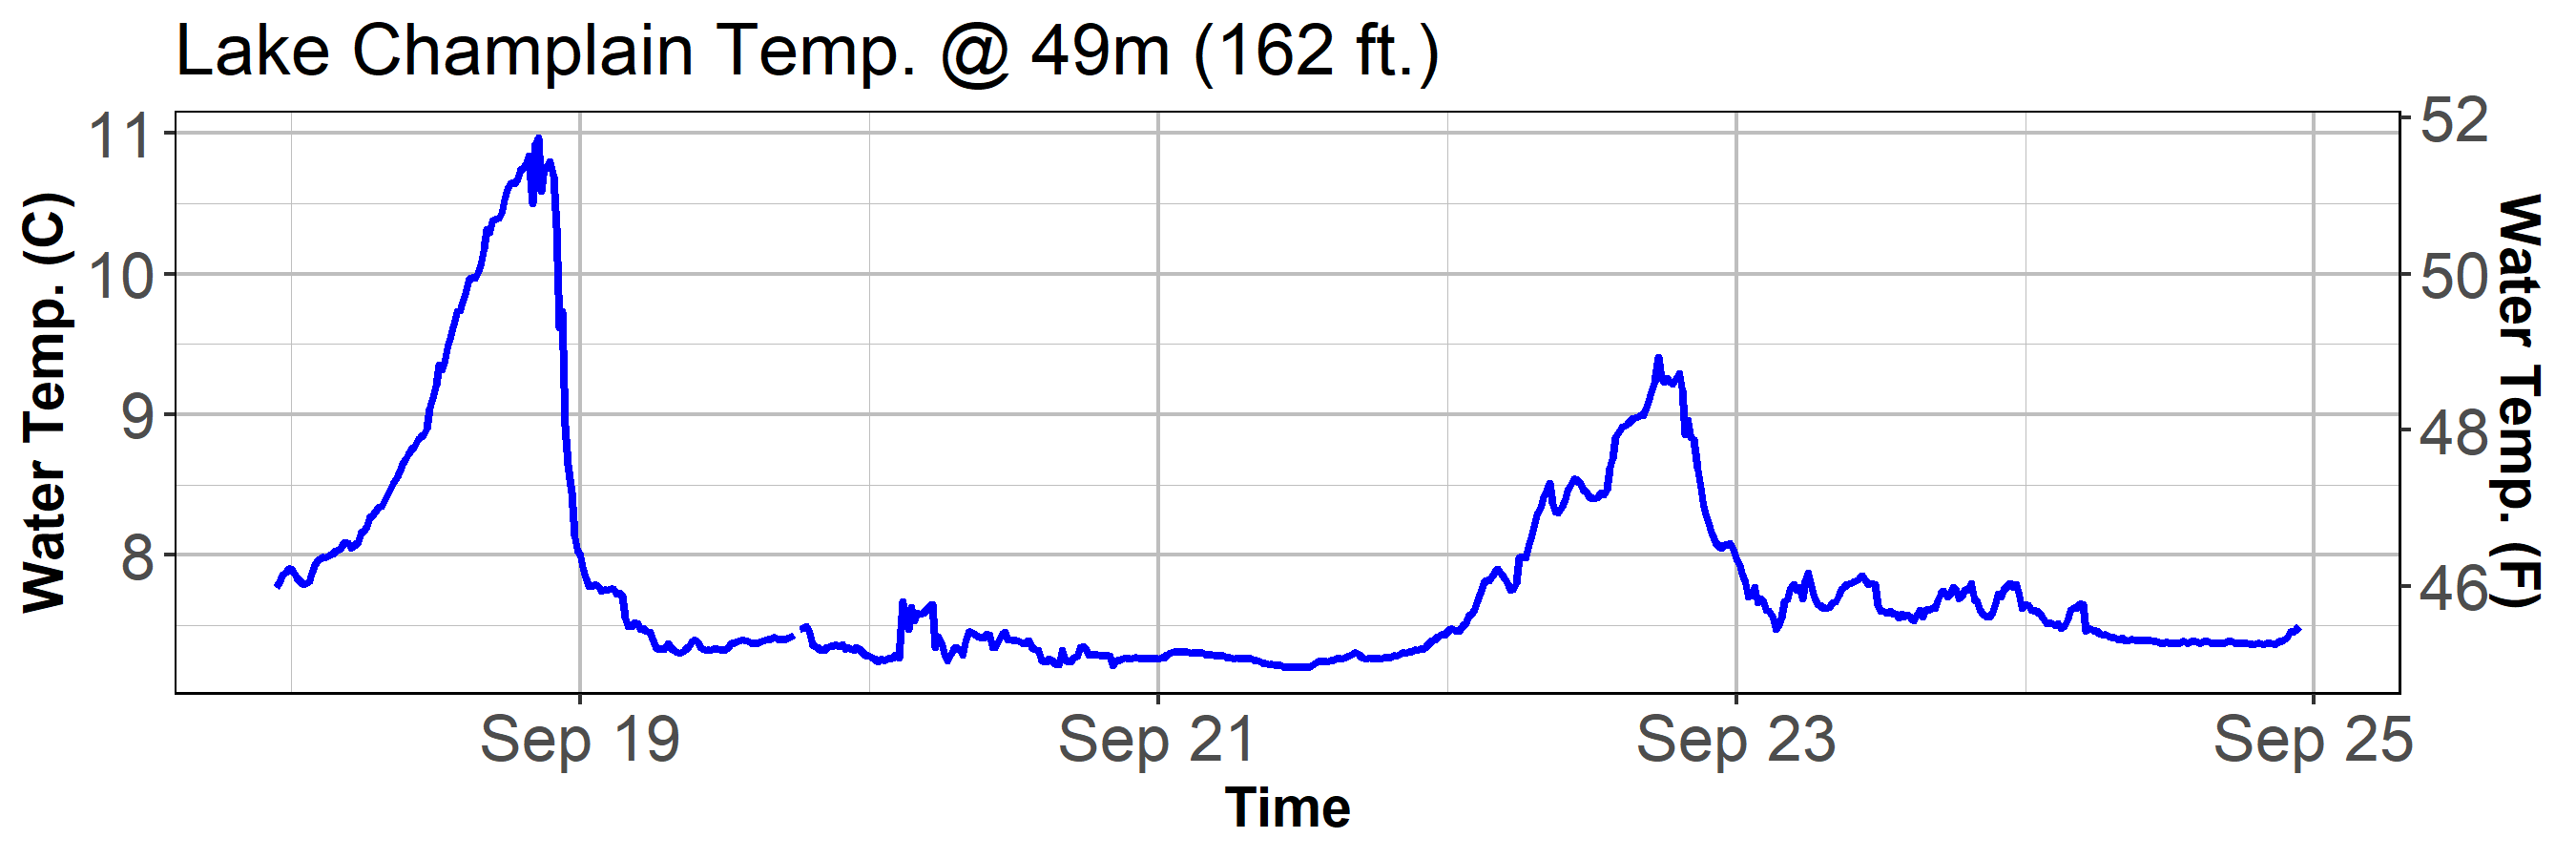 Lake Champlain Temp. @ 49m (162 ft.)
Water Temp. (C)
11
10
9
8
52
50
48
46
Water Temp. (F)
Sep 19
Sep 21
Sep 23
Sep 25
Time